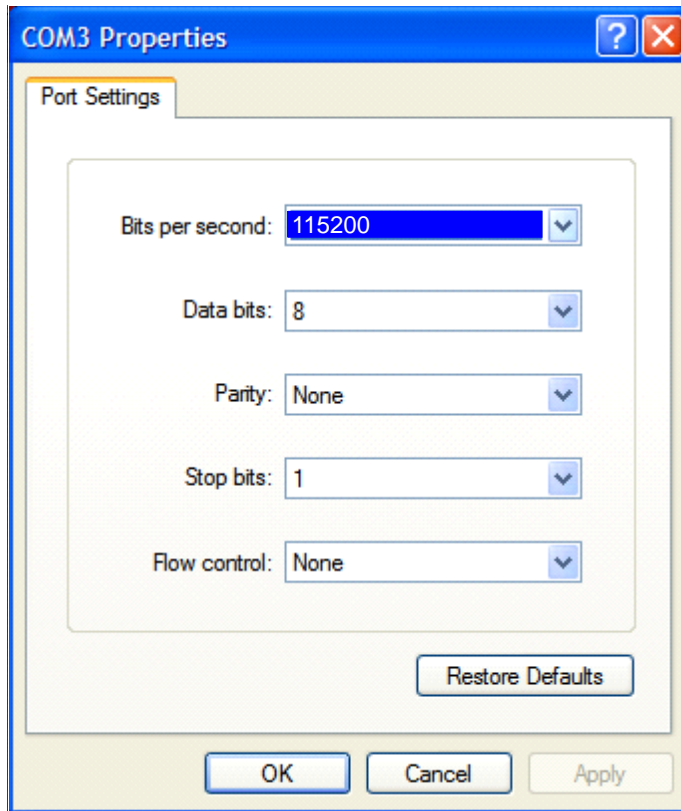 COM3 Properties
Port Settings
Bits per second: 115200
Data bits: 8
Parity: None
Stop bits: 1
Flow control: None
Restore Defaults
OK Cancel Apply